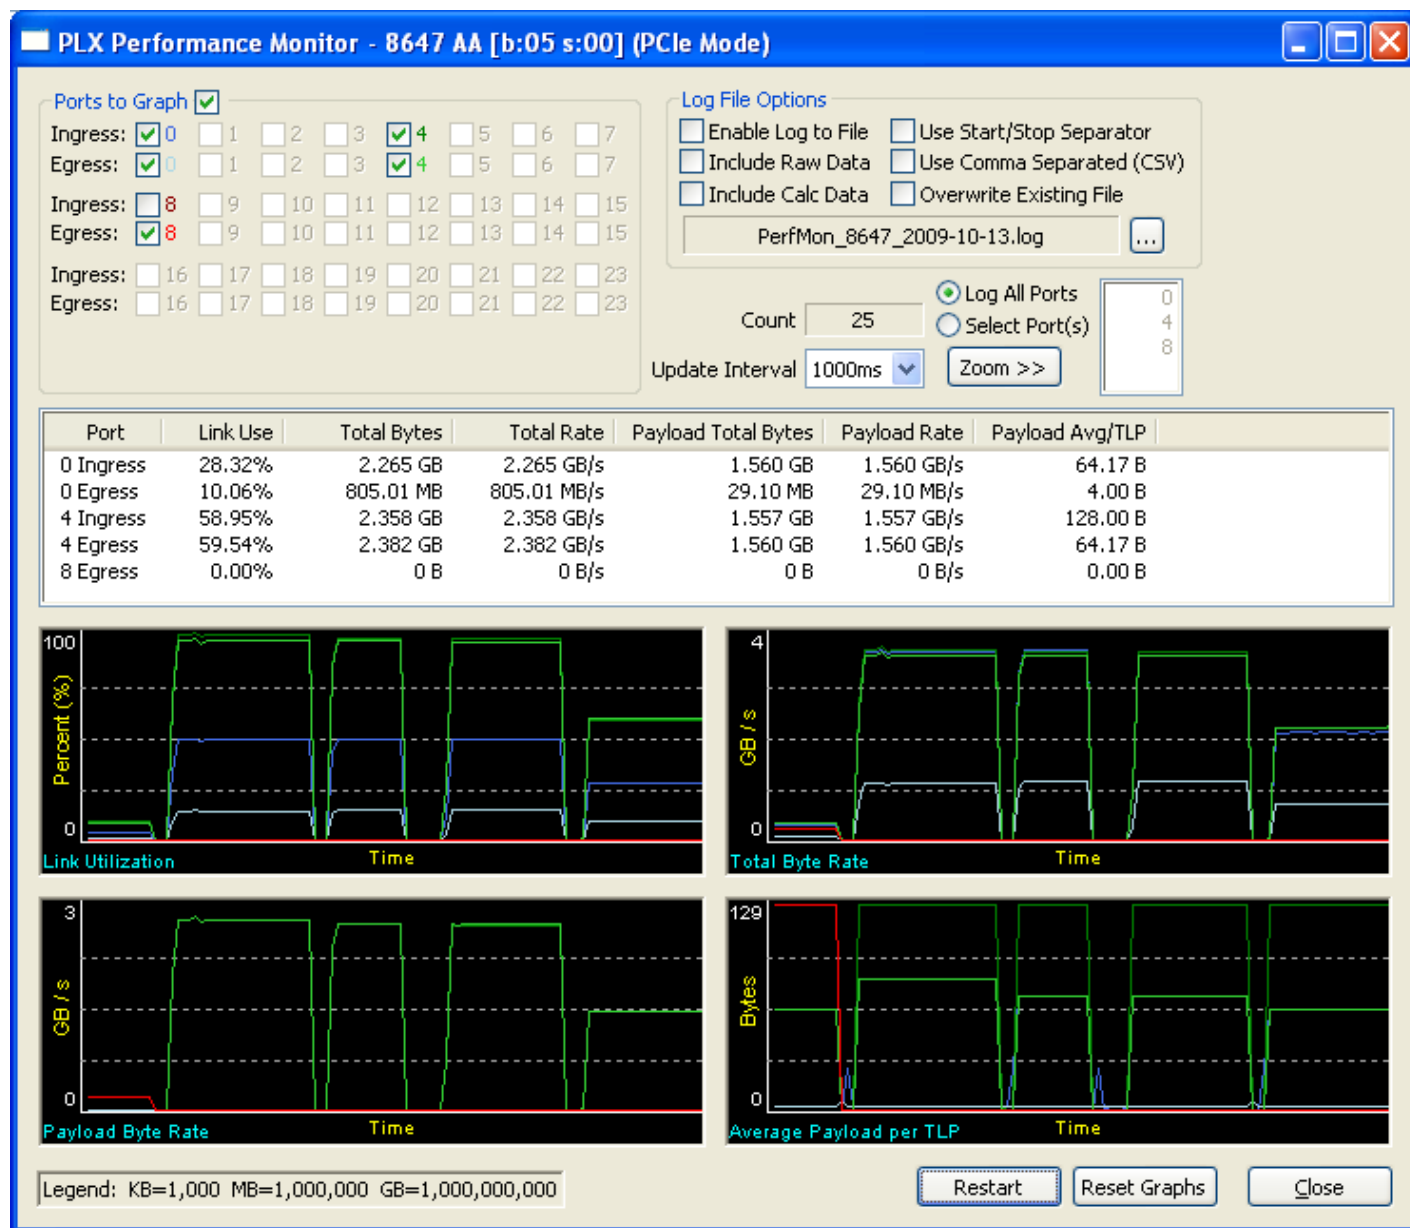 PLX Performance Monitor - 8647 AA [b:05 s:00] (PCIe Mode)
Ports to Graph
Ingress: 0 1 2 3 4 5 6 7
Egress: 0 1 2 3 4 5 6 7
Ingress: 8 9 10 11 12 13 14 15
Egress: 8 9 10 11 12 13 14 15
Ingress: 16 17 18 19 20 21 22 23
Egress: 16 17 18 19 20 21 22 23
Log File Options
Enable Log to File Use Start/Stop Separator
Include Raw Data Use Comma Separated (CSV)
Include Calc Data Overwrite Existing File
PerfMon_8647_2009-10-13.log ...
Count 25
Log All Ports
Select Port(s)
0
4
8
Update Interval 1000ms Zoom >>
Port Link Use Total Bytes Total Rate Payload Total Bytes Payload Rate Payload Avg/TLP
0 Ingress 28.32% 2.265 GB 2.265 GB/s 1.560 GB 1.560 GB/s 64.17 B
0 Egress 10.06% 805.01 MB 805.01 MB/s 29.10 MB 29.10 MB/s 4.00 B
4 Ingress 58.95% 2.358 GB 2.358 GB/s 1.557 GB 1.557 GB/s 128.00 B
4 Egress 59.54% 2.382 GB 2.382 GB/s 1.560 GB 1.560 GB/s 64.17 B
8 Egress 0.00% 0 B 0 B/s 0 B 0 B/s 0.00 B
100
Percent (%)
0
Link Utilization Time
4
GB / s
0
Total Byte Rate Time
3
GB / s
0
Payload Byte Rate Time
129
Bytes
0
Average Payload per TLP Time
Legend: KB=1,000 MB=1,000,000 GB=1,000,000,000
Restart Reset Graphs Close